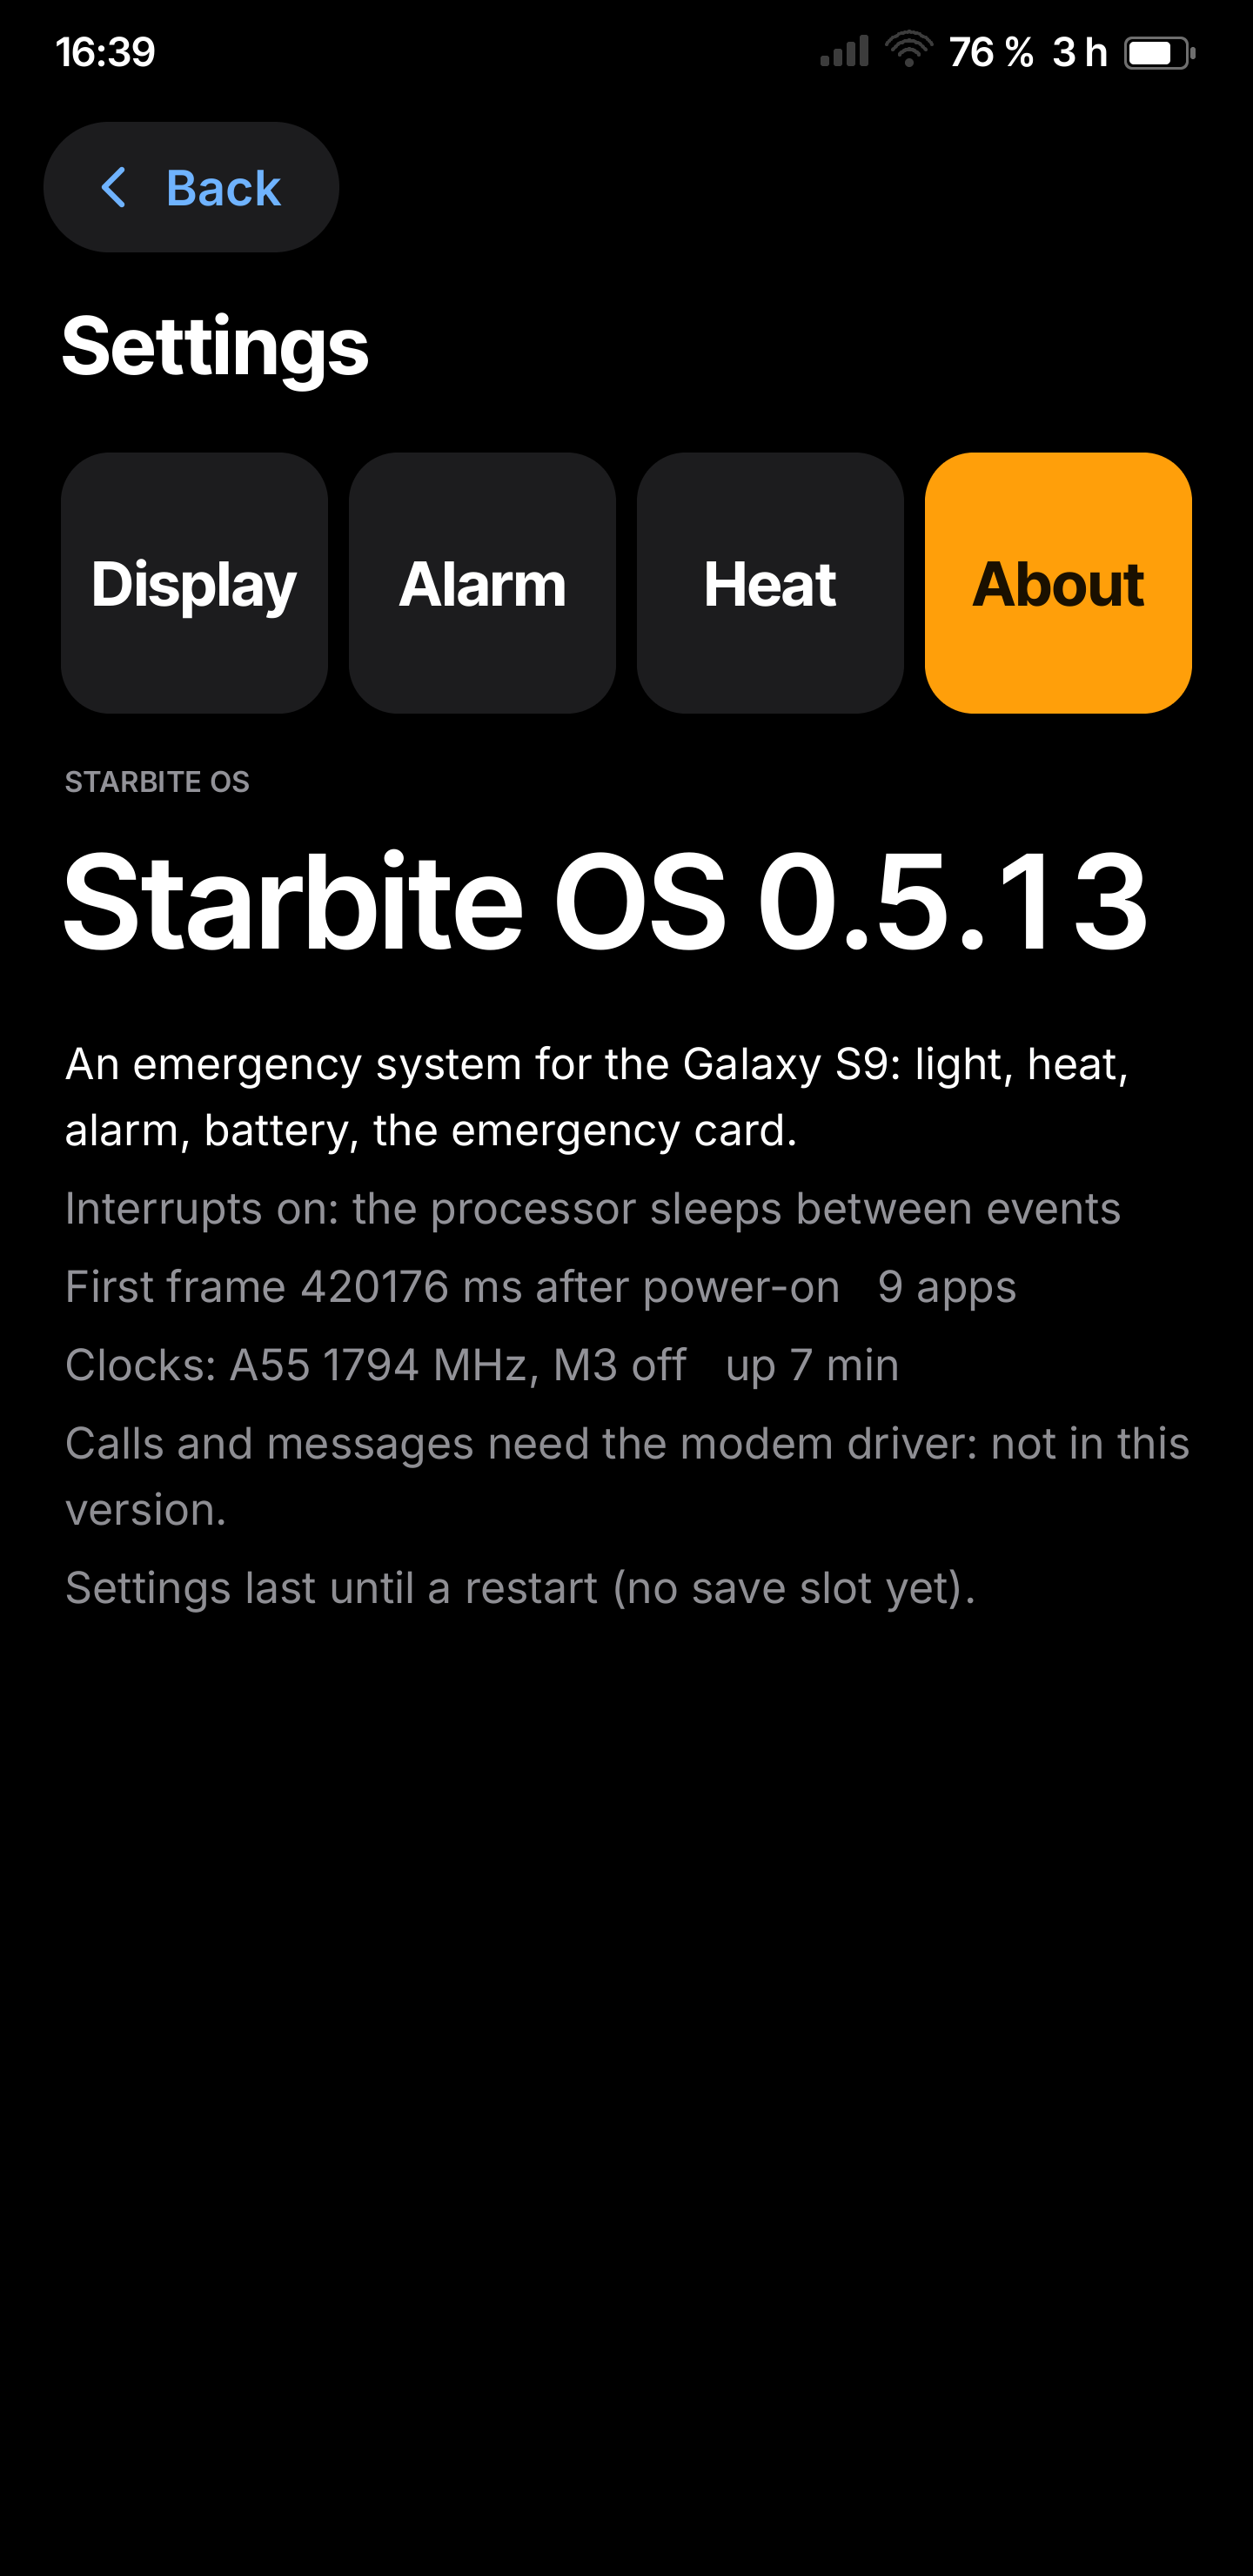 16:39
76 % 3 h
Back
Settings
Display
Alarm
Heat
About
STARBITE OS
Starbite OS 0.5.13
An emergency system for the Galaxy S9: light, heat,
alarm, battery, the emergency card.
Interrupts on: the processor sleeps between events
First frame 420176 ms after power-on 9 apps
Clocks: A55 1794 MHz, M3 off up 7 min
Calls and messages need the modem driver: not in this
version.
Settings last until a restart (no save slot yet).